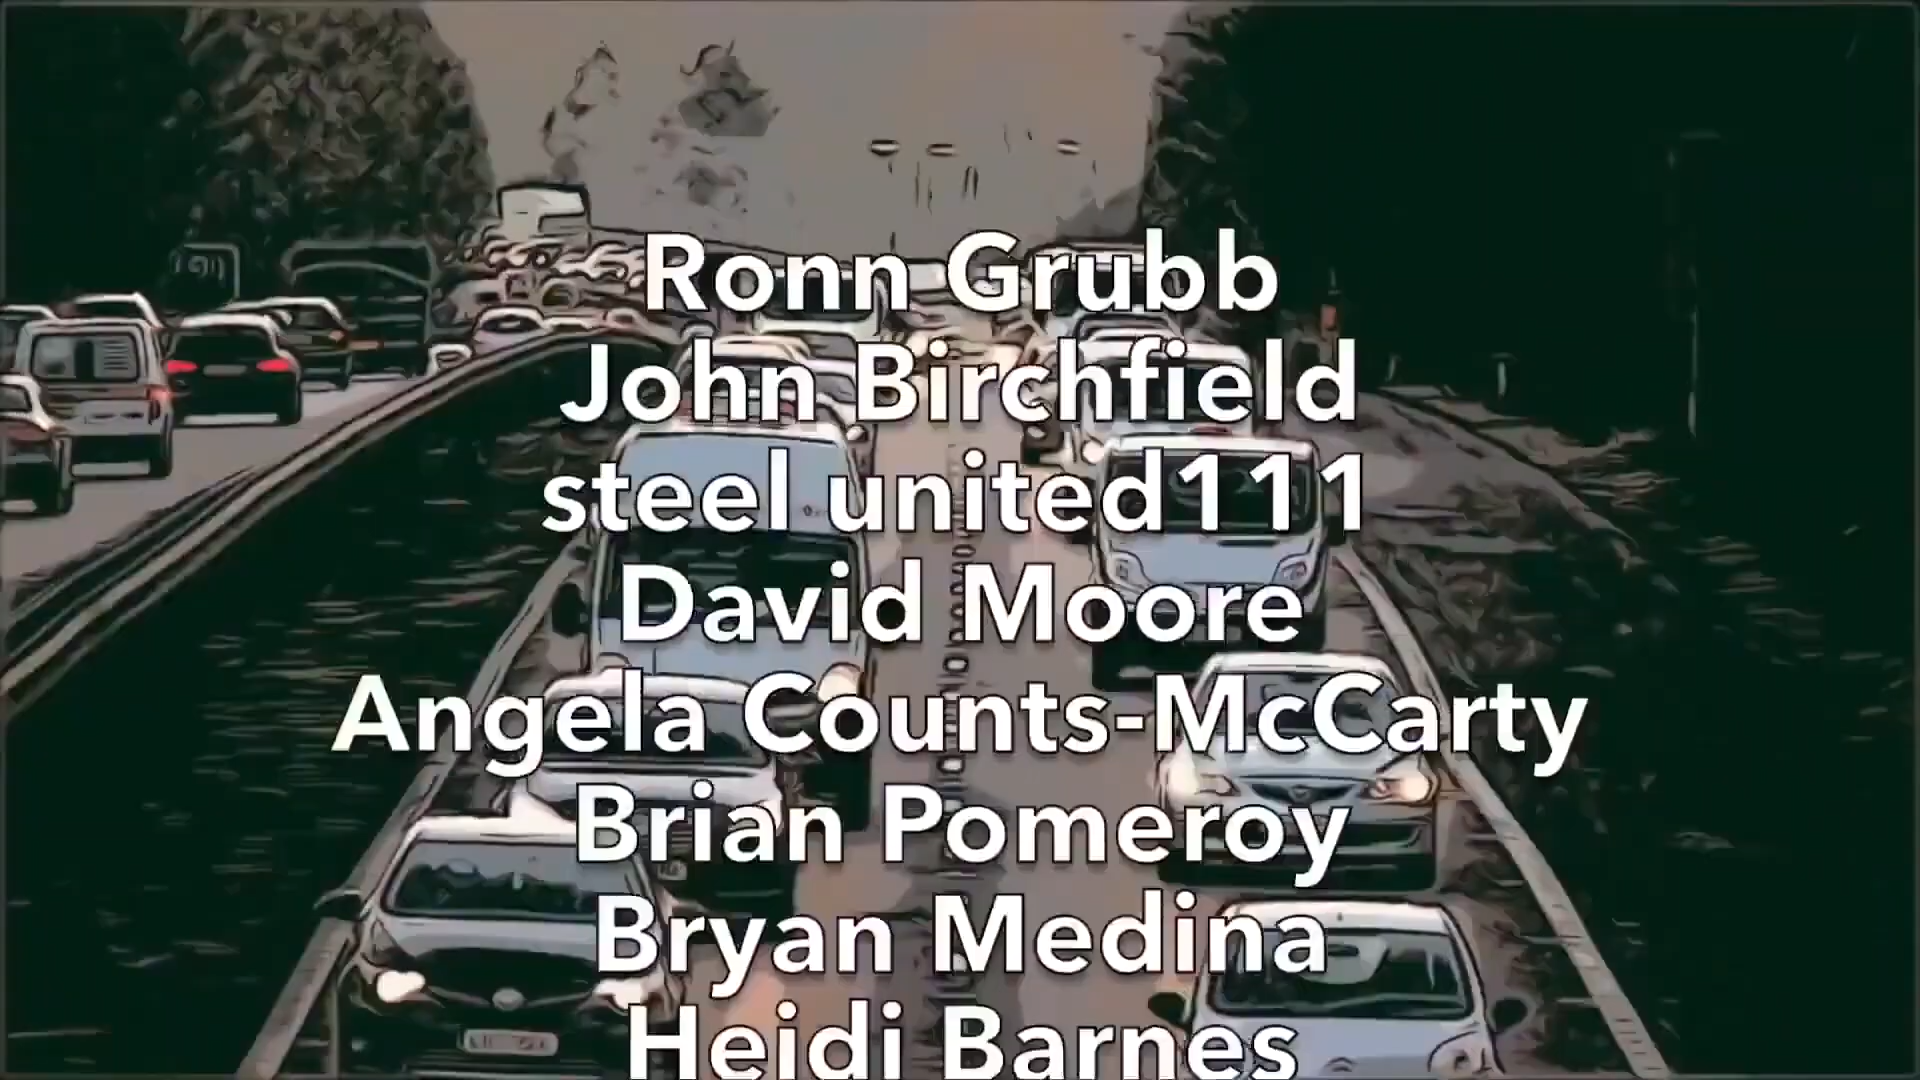 Ronn Grubb
John Birchfield
steel united111
David Moore
Angela Counts-McCarty
Brian Pomeroy
Bryan Medina
Heidi Barnes